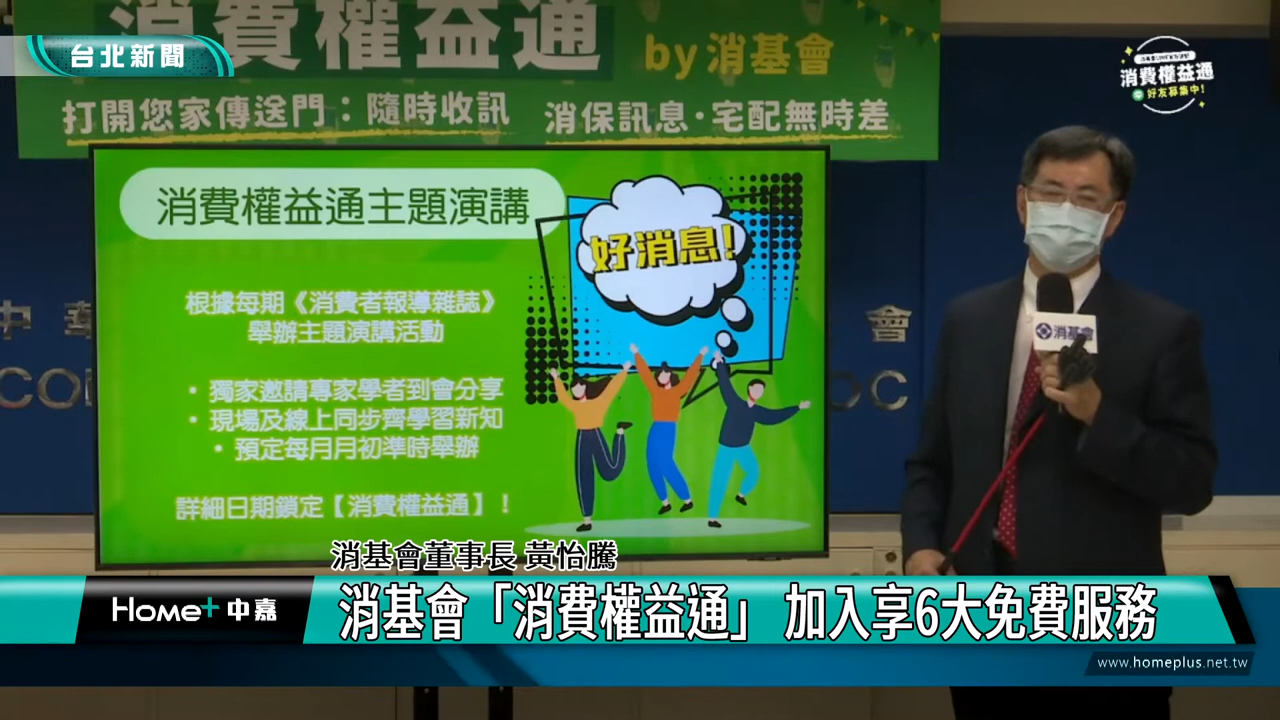 台北新聞
消費權益通
by消基會
打開您家傳送門：隨時收訊 消保訊息·宅配無時差
消費權益通
好友募集中!
消費權益通主題演講
好消息!
根據每期《消費者報導雜誌》
舉辦主題演講活動
• 獨家邀請專家學者到會分享
• 現場及線上同步齊學習新知
• 預定每月月初準時舉辦
詳細日期鎖定【消費權益通】！
中華
會
CO
OC
消基會
消基會董事長 黃怡騰
Home+中嘉
消基會「消費權益通」 加入享6大免費服務
www.homeplus.net.tw